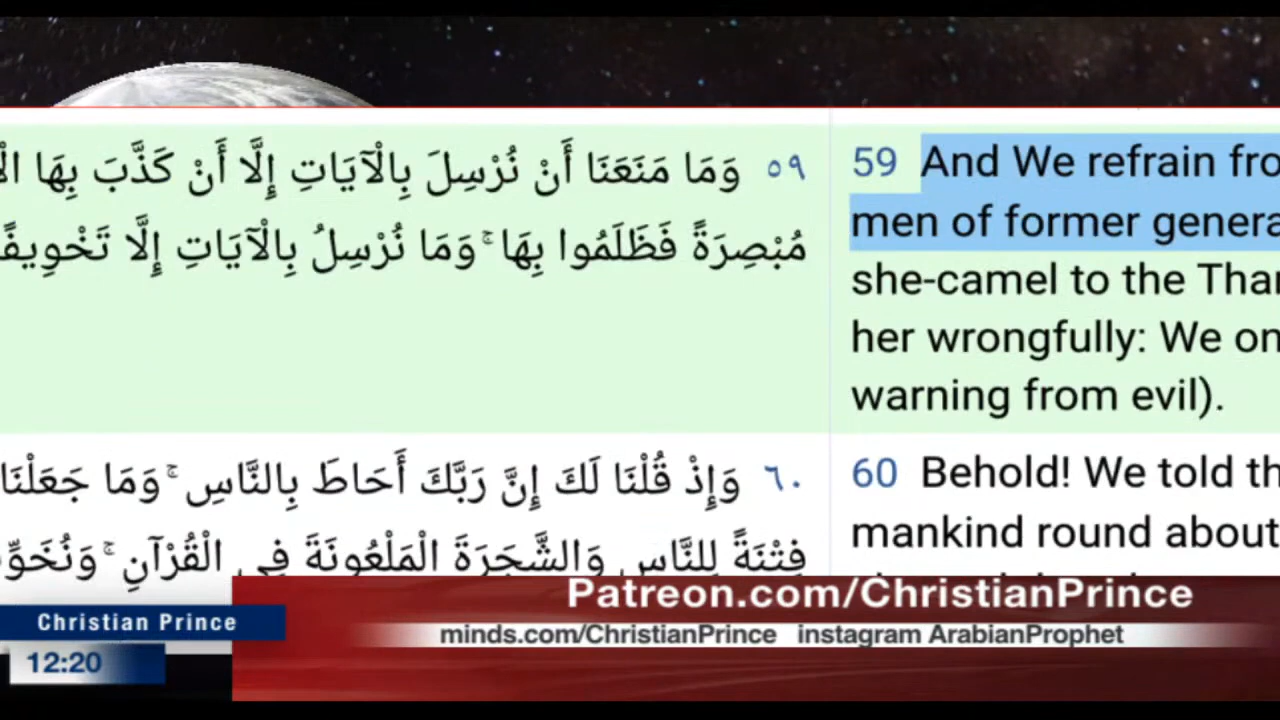 ٥٩ وَمَا مَنَعَنَا أَنْ نُرْسِلَ بِالْآيَاتِ إِلَّا أَنْ كَذَّبَ بِهَا
مُبْصِرَةً فَظَلَمُوا بِهَا ۚ وَمَا نُرْسِلُ بِالْآيَاتِ إِلَّا تَخْوِيفًا
59 And We refrain fro
men of former genera
she-camel to the Tha
her wrongfully: We on
warning from evil).
٦٠ وَإِذْ قُلْنَا لَكَ إِنَّ رَبَّكَ أَحَاطَ بِالنَّاسِ ۚ وَمَا جَعَلْنَا
فِتْنَةً لِلنَّاسِ وَالشَّجَرَةَ الْمَلْعُونَةَ فِي الْقُرْآنِ ۚ وَنُخَوِّ
60 Behold! We told th
mankind round about
Patreon.com/ChristianPrince
minds.com/ChristianPrince instagram ArabianProphet
Christian Prince
12:20